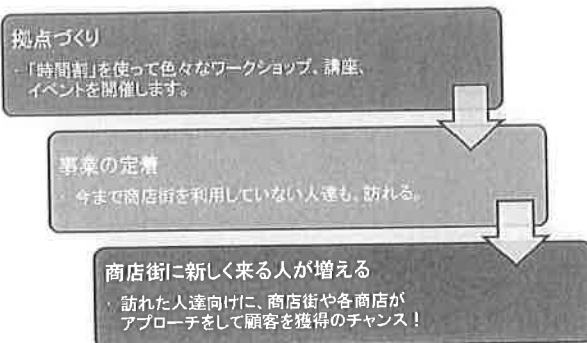 拠点づくり
・「時間割」を使って色々なワークショップ、講座、
イベントを開催します。
事業の定着
・ 今まで商店街を利用していない人達も、訪れる。
商店街に新しく来る人が増える
・ 訪れた人達向けに、商店街や各商店が
アプローチをして顧客を獲得のチャンス！